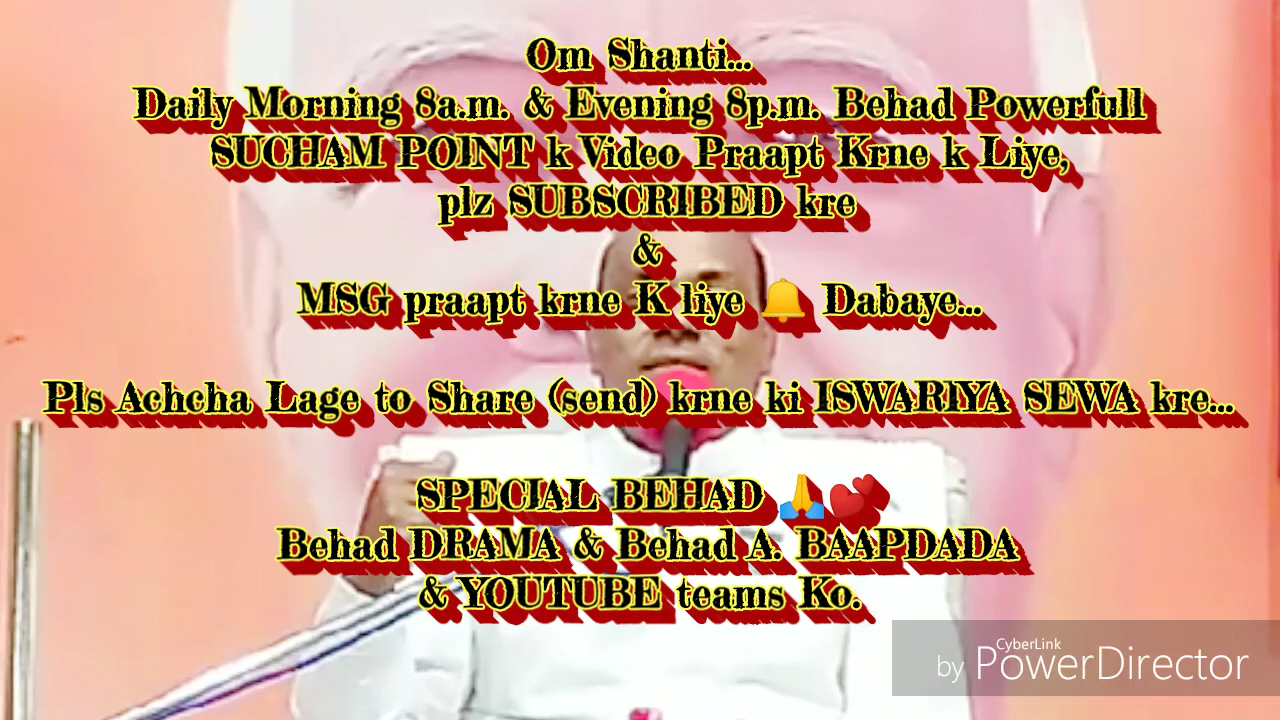 Om Shanti...
Daily Morning 8a.m. & Evening 8p.m. Behad Powerfull
SUCHAM POINT k Video Praapt Krne k Liye,
plz SUBSCRIBED kre
&
MSG praapt krne K liye 🔔 Dabaye...
Pls Achcha Lage to Share (send) krne ki ISWARIYA SEWA kre...
SPECIAL BEHAD 🙏💕
Behad DRAMA & Behad A. BAAPDADA
& YOUTUBE teams Ko.
by CyberLink PowerDirector